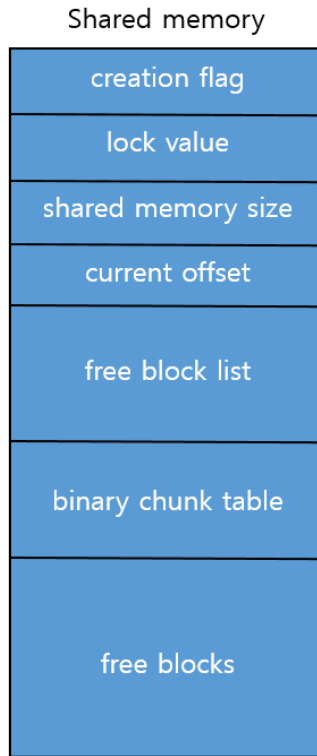 Shared memory
creation flag
lock value
shared memory size
current offset
free block list
binary chunk table
free blocks